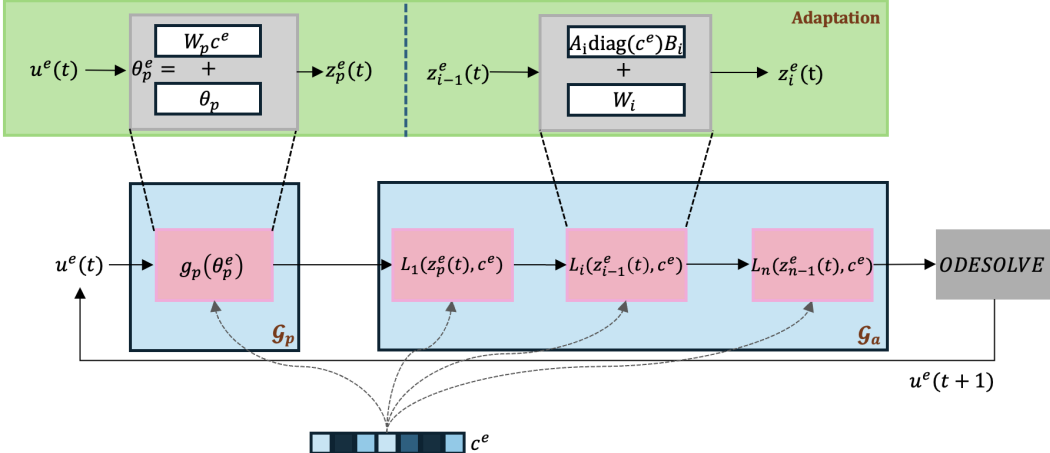 Adaptation
W_p c^e
u^e(t) θ_p^e = + z_p^e(t)
θ_p
A_i diag(c^e)B_i
z_{i-1}^e(t) + z_i^e(t)
W_i
u^e(t) g_p(θ_p^e) L_1(z_p^e(t), c^e) L_i(z_{i-1}^e(t), c^e) L_n(z_{n-1}^e(t), c^e) ODESOLVE
𝒢_p 𝒢_a
u^e(t + 1)
c^e